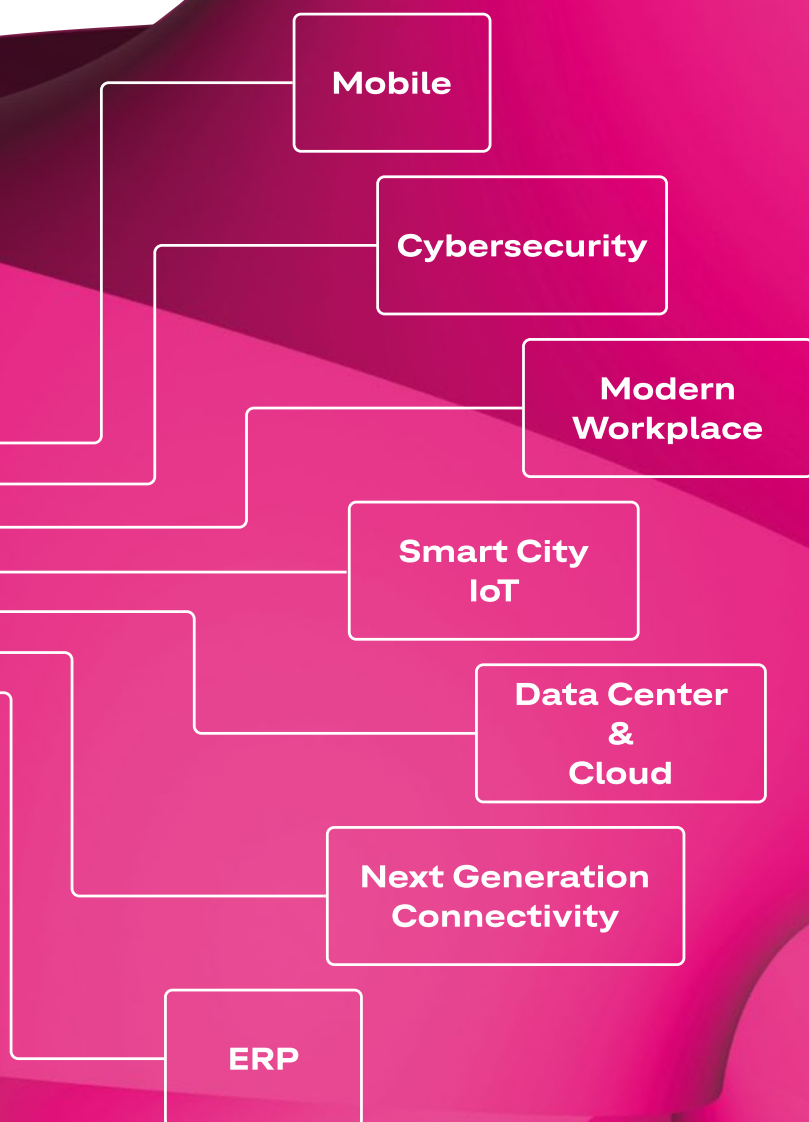 Mobile
Cybersecurity
Modern
Workplace
Smart City
IoT
Data Center
&
Cloud
Next Generation
Connectivity
ERP